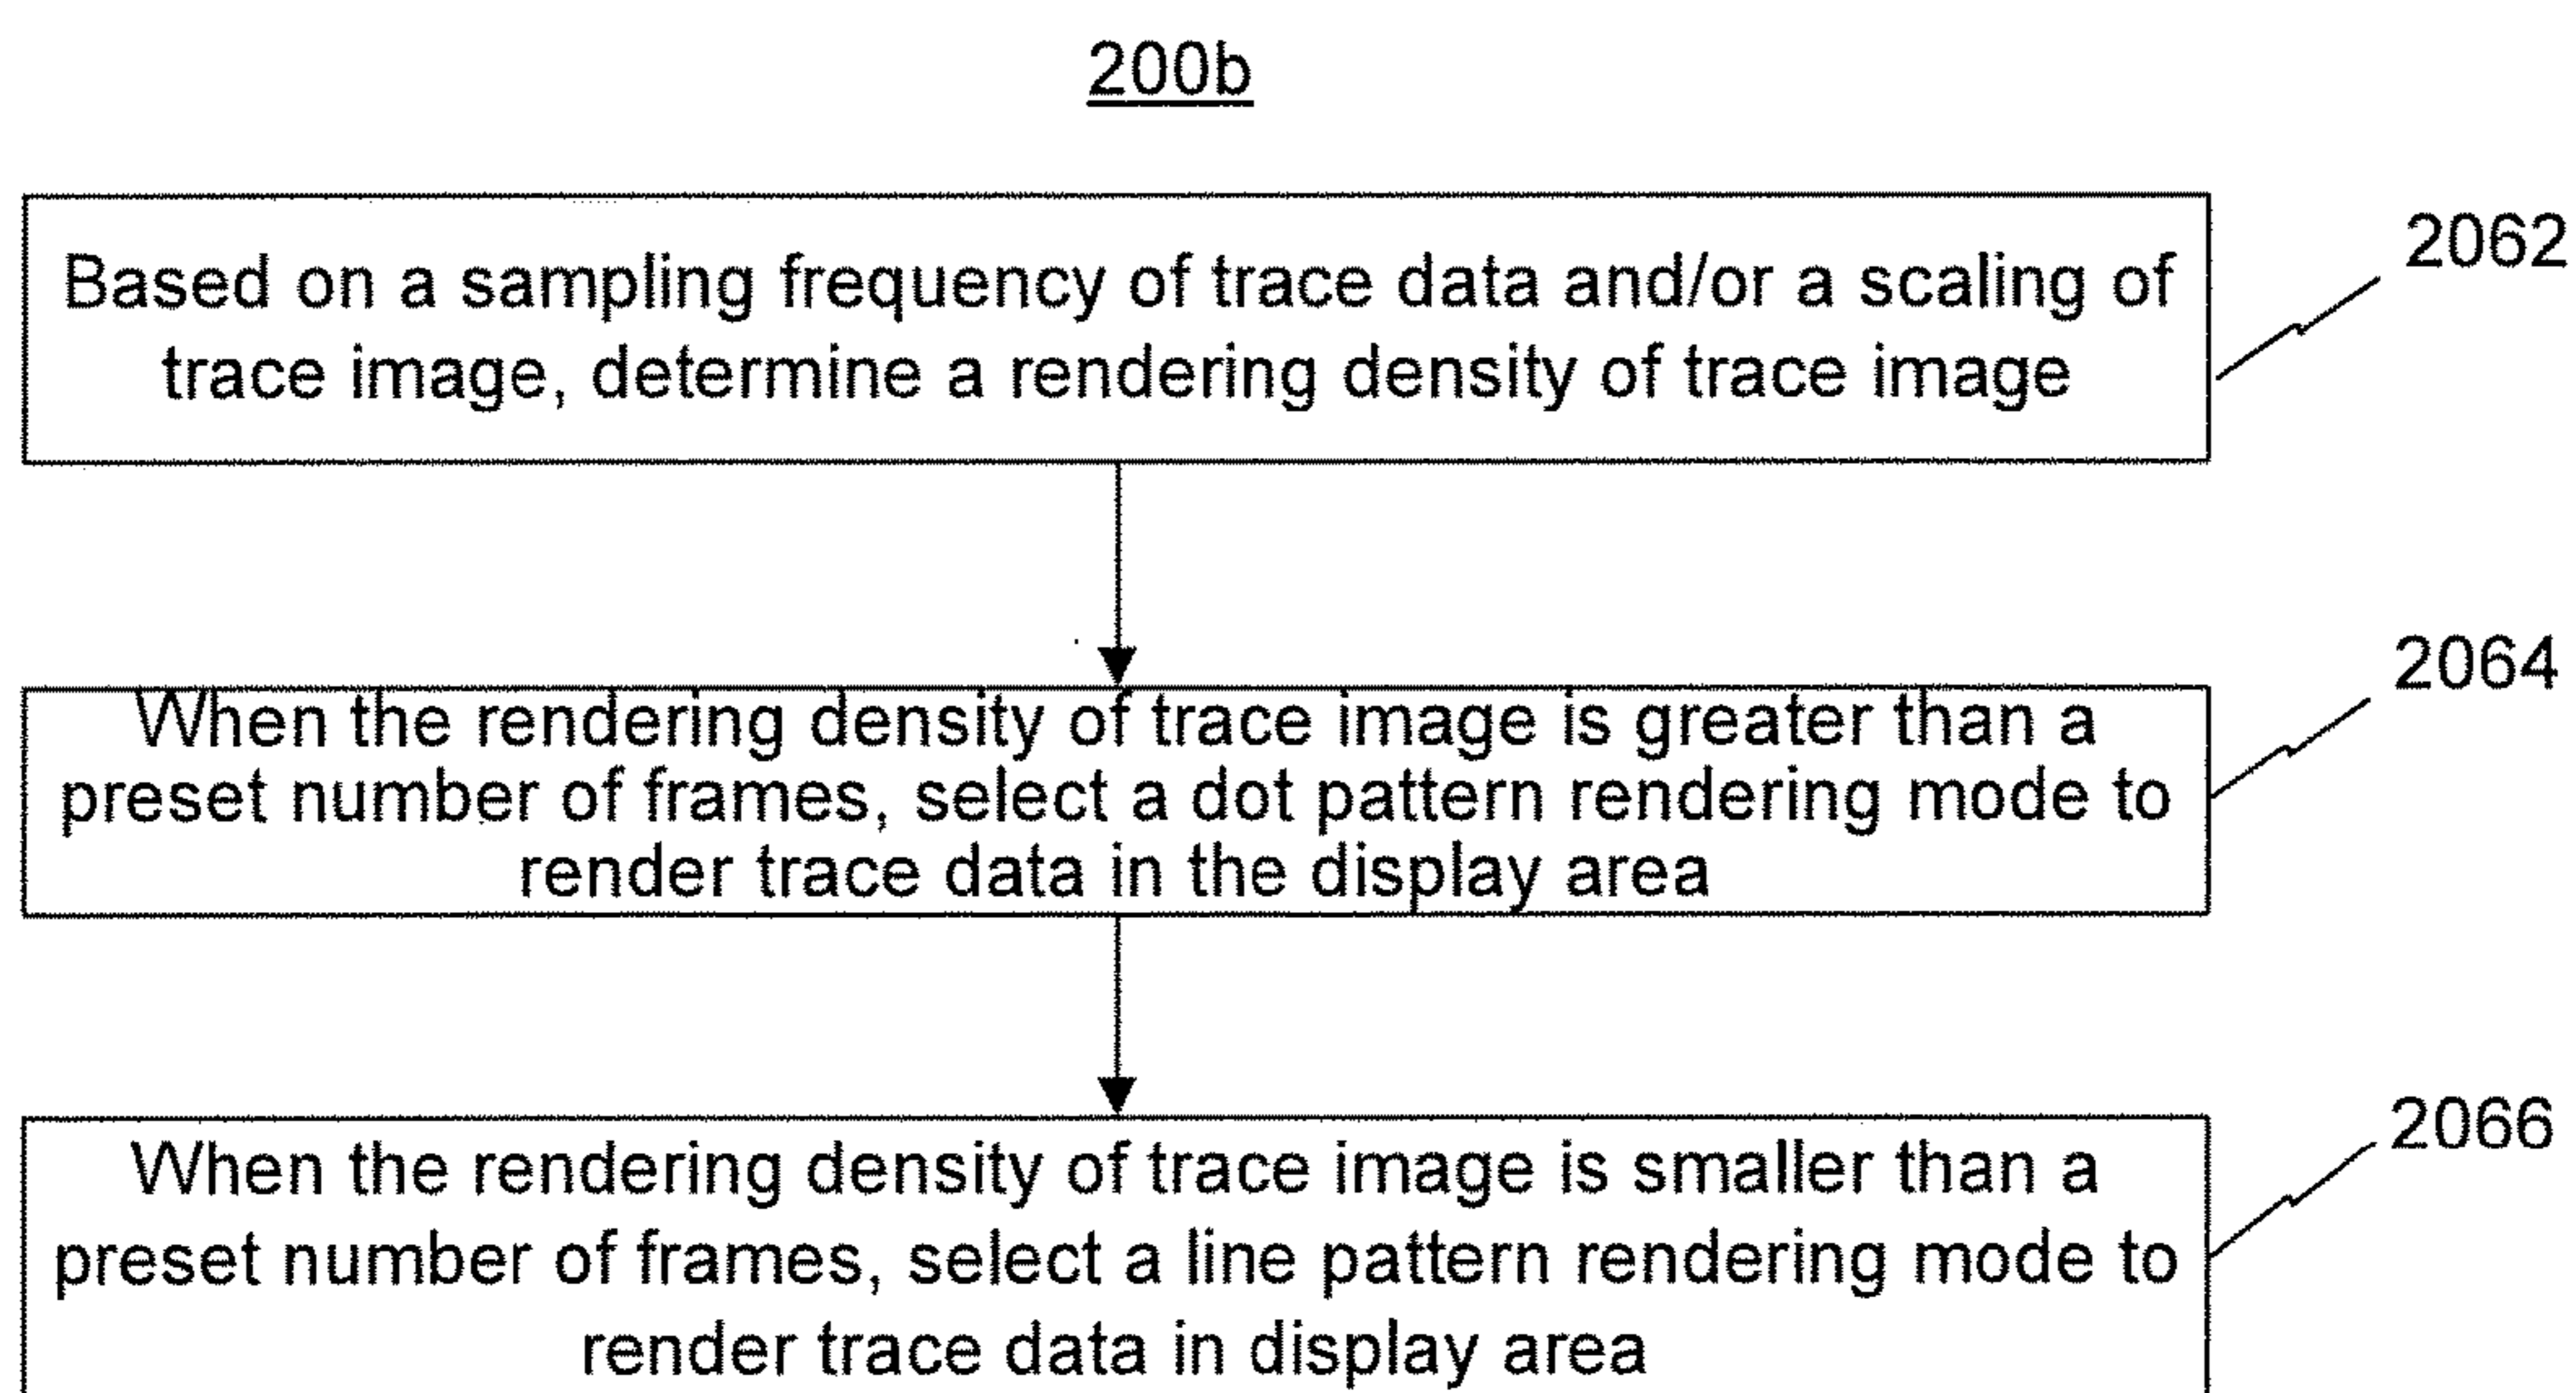 200b
Based on a sampling frequency of trace data and/or a scaling of
trace image, determine a rendering density of trace image
2062
When the rendering density of trace image is greater than a
preset number of frames, select a dot pattern rendering mode to
render trace data in the display area
2064
When the rendering density of trace image is smaller than a
preset number of frames, select a line pattern rendering mode to
render trace data in display area
2066